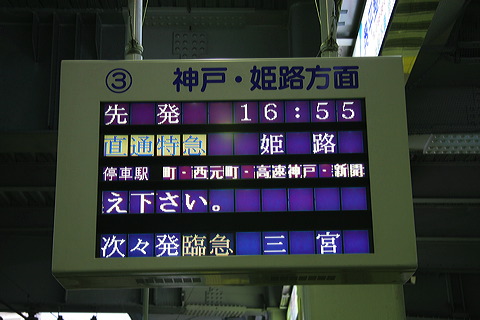 ③ 神戸・姫路方面
先発 16:55
直通特急 姫路
停車駅 町・西元町・高速神戸・新開
え下さい。
次々発 臨急 三宮